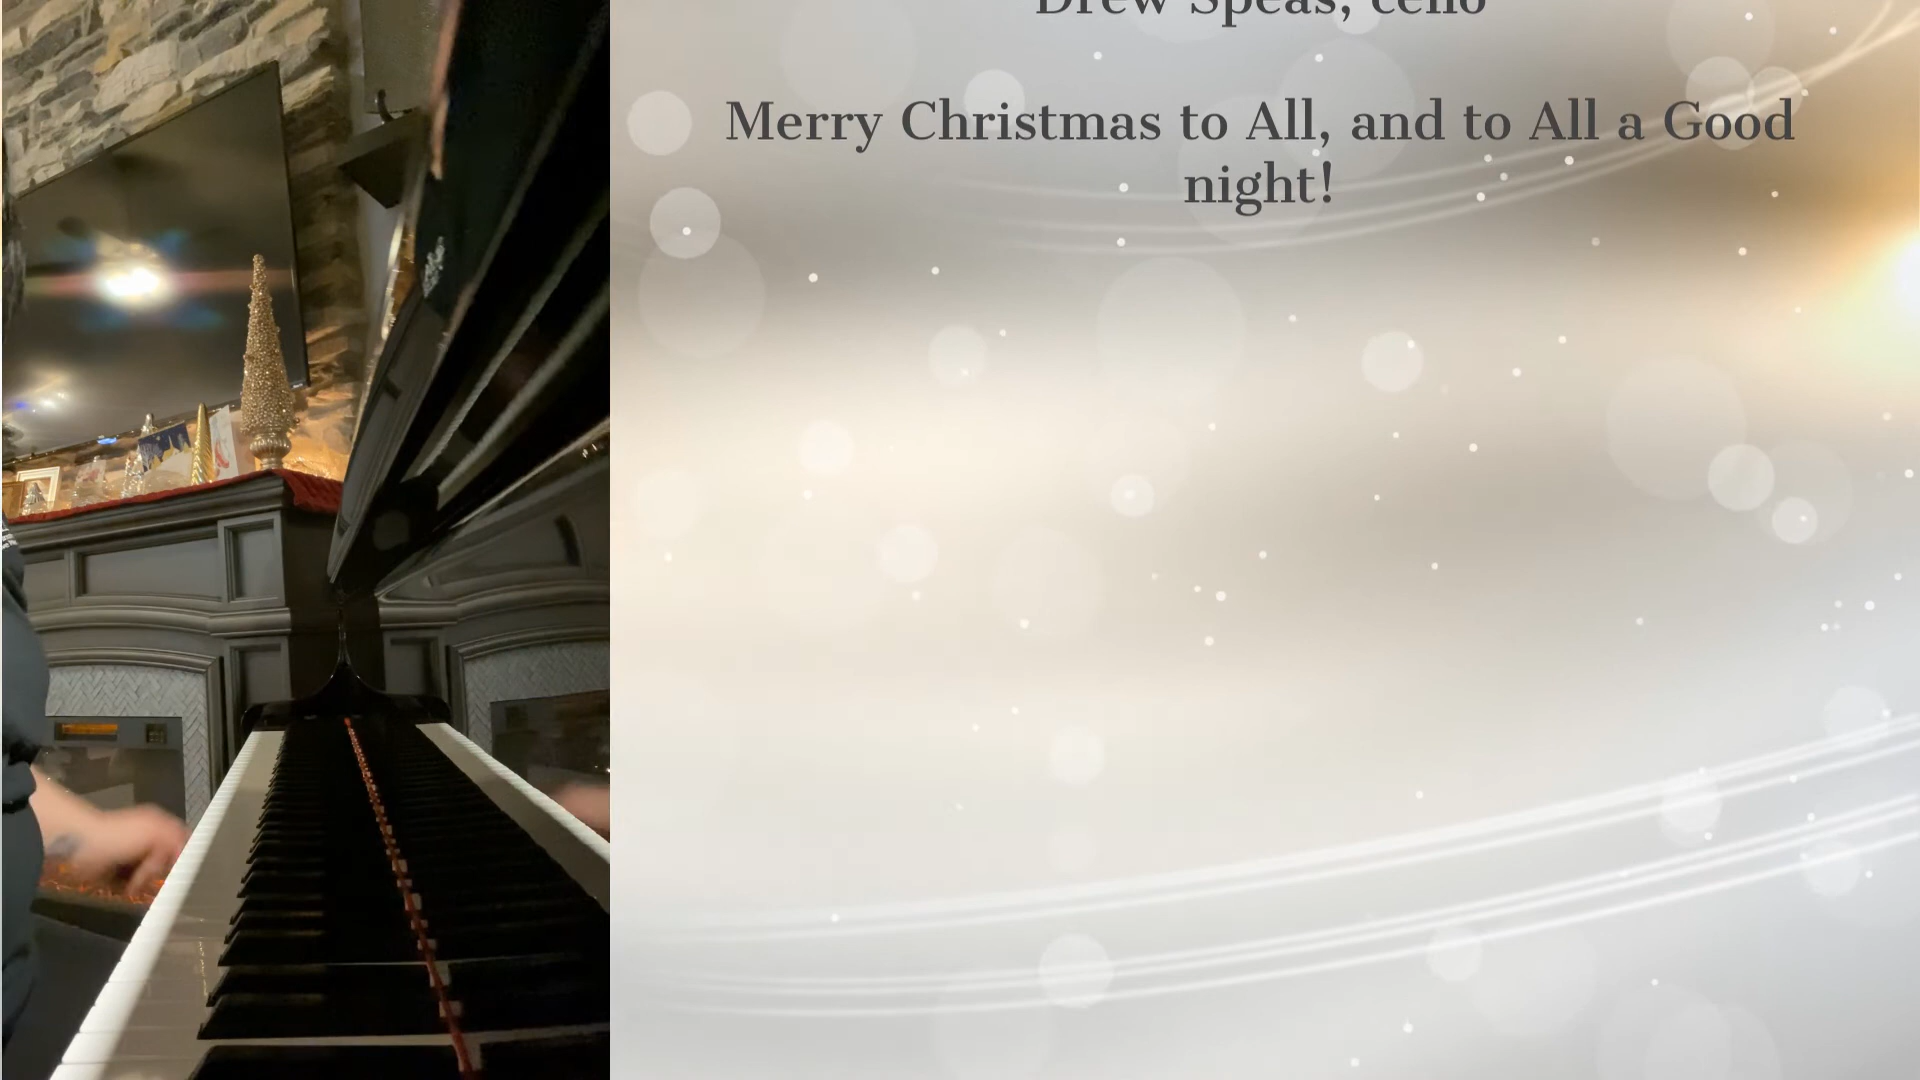 Drew Speas, cello
Merry Christmas to All, and to All a Good
night!